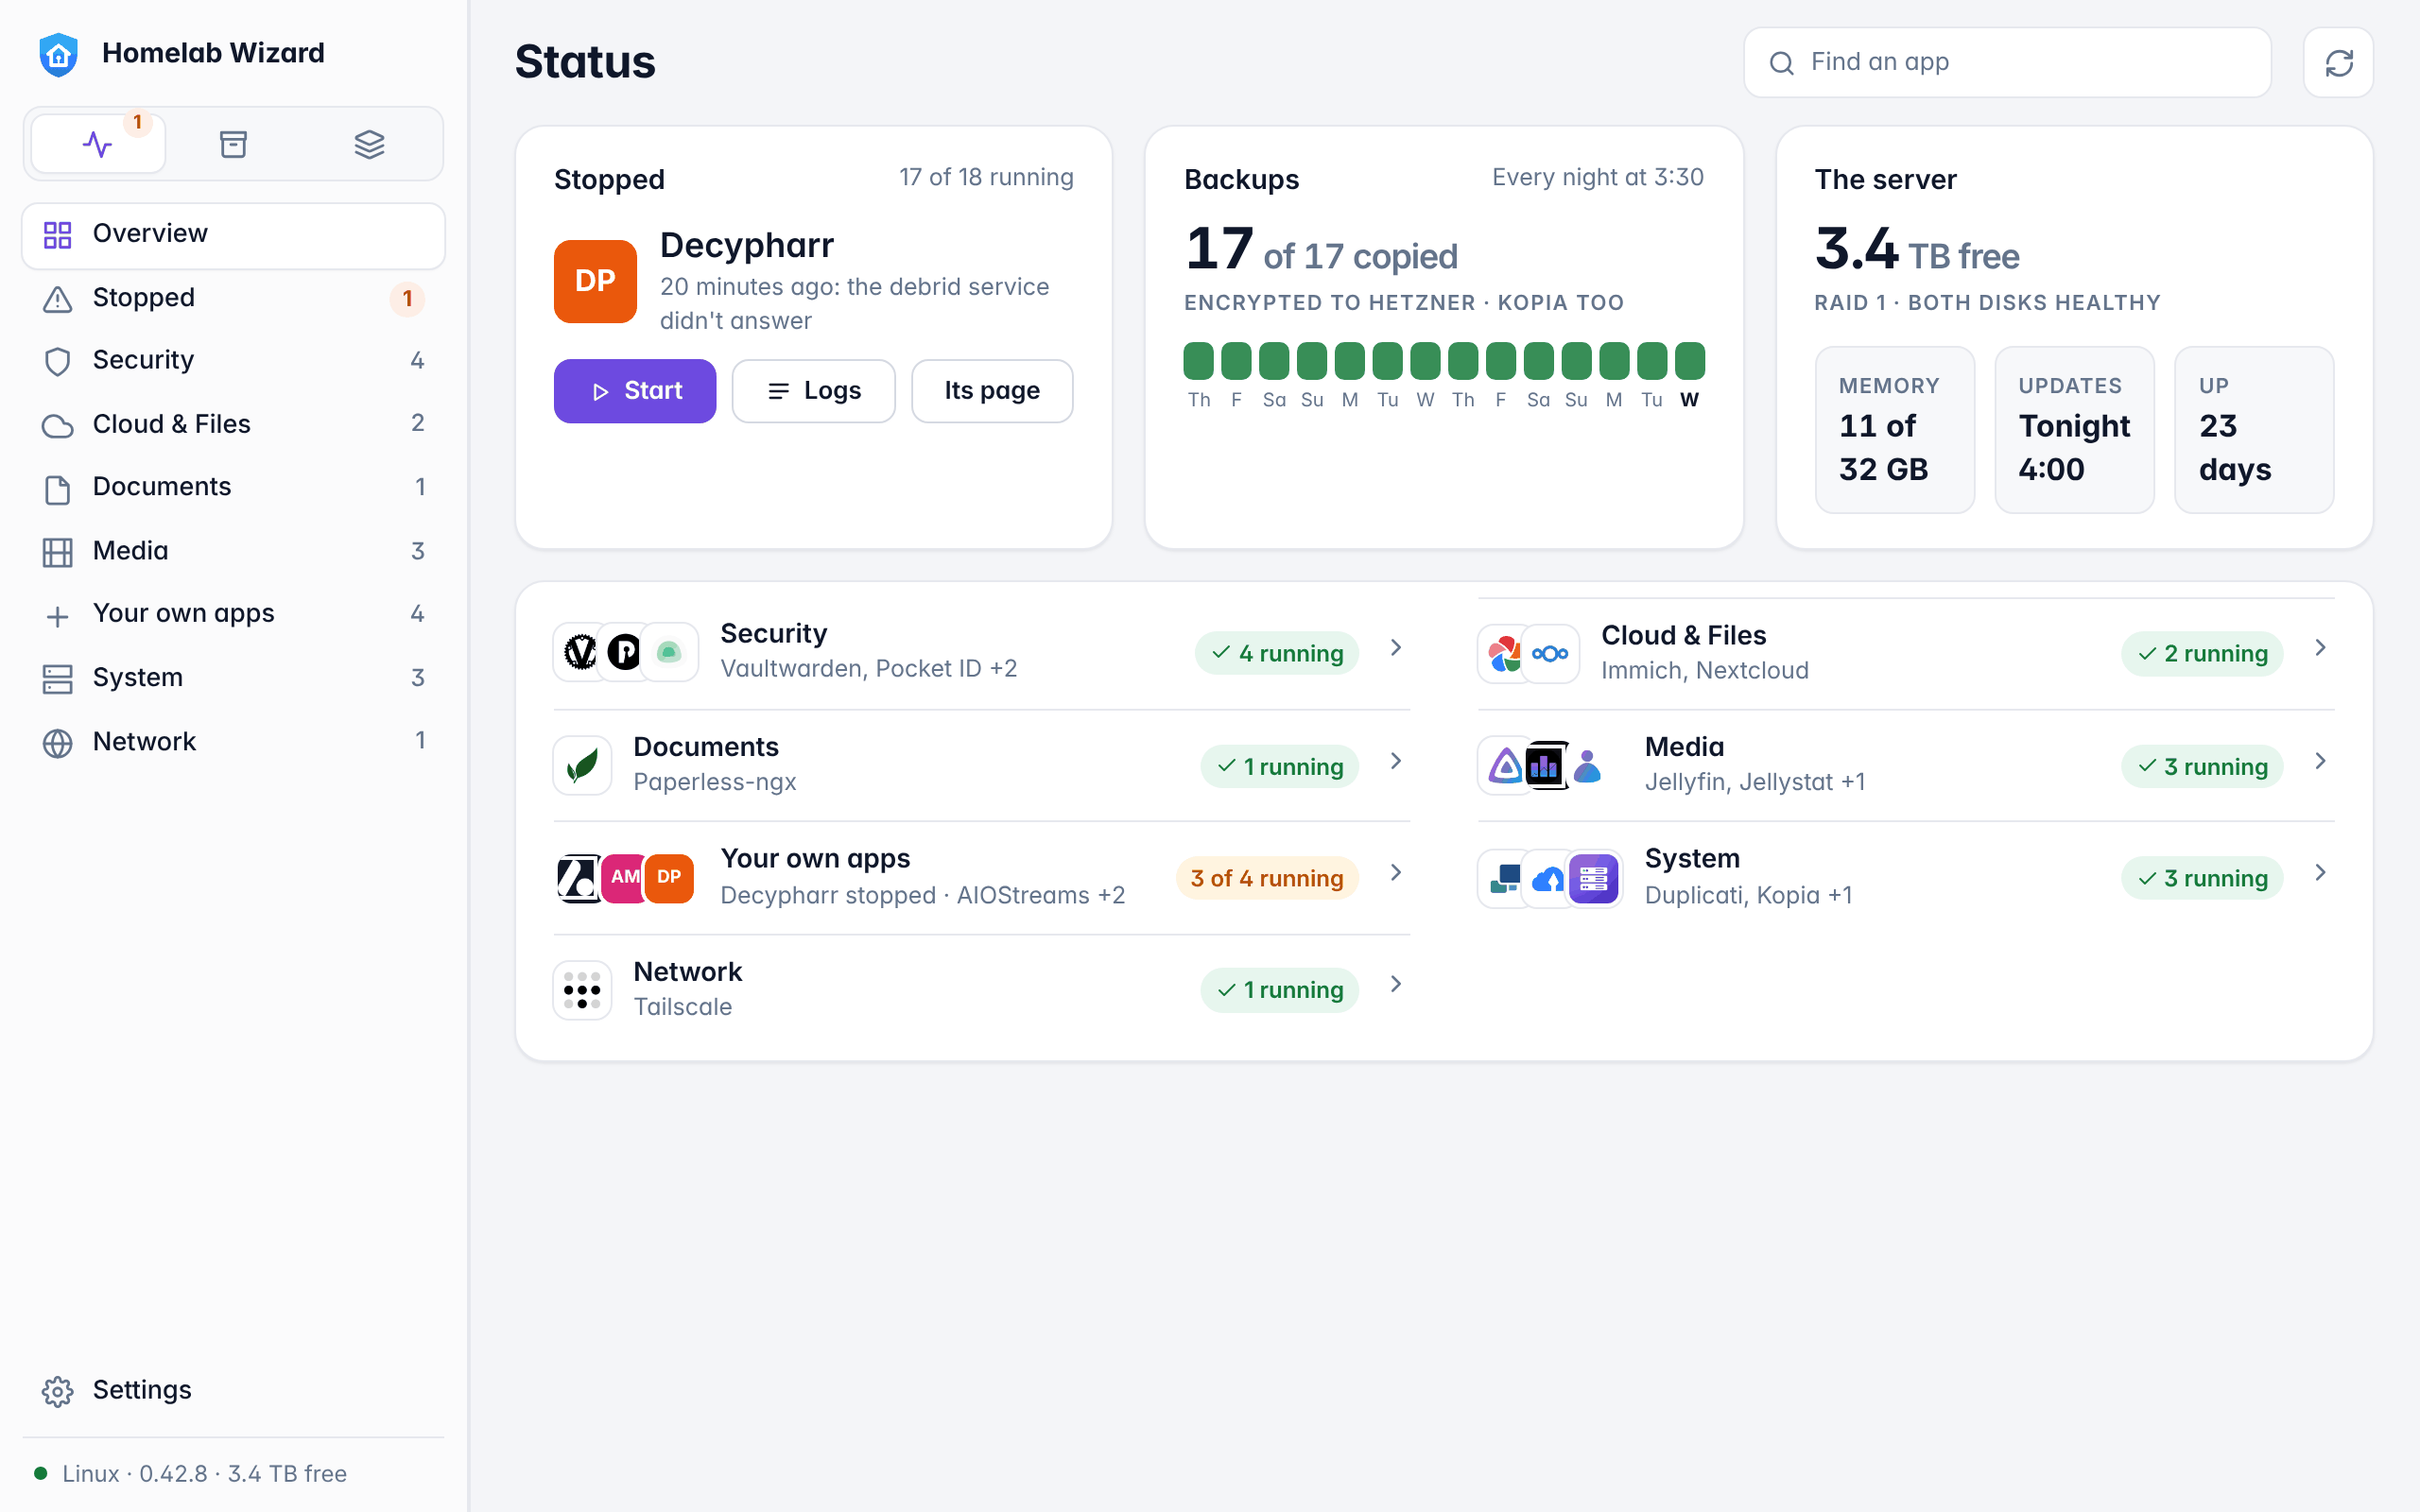 Homelab Wizard
1
Overview
Stopped 1
Security 4
Cloud & Files 2
Documents 1
Media 3
Your own apps 4
System 3
Network 1
Settings
Linux · 0.42.8 · 3.4 TB free
Status
Find an app
Stopped
17 of 18 running
DP
Decypharr
20 minutes ago: the debrid service
didn't answer
Start
Logs
Its page
Backups
Every night at 3:30
17 of 17 copied
ENCRYPTED TO HETZNER · KOPIA TOO
Th F Sa Su M Tu W Th F Sa Su M Tu W
The server
3.4 TB free
RAID 1 · BOTH DISKS HEALTHY
MEMORY
11 of
32 GB
UPDATES
Tonight
4:00
UP
23
days
Security
Vaultwarden, Pocket ID +2
4 running
Cloud & Files
Immich, Nextcloud
2 running
Documents
Paperless-ngx
1 running
Media
Jellyfin, Jellystat +1
3 running
AM
DP
Your own apps
Decypharr stopped · AIOStreams +2
3 of 4 running
System
Duplicati, Kopia +1
3 running
Network
Tailscale
1 running